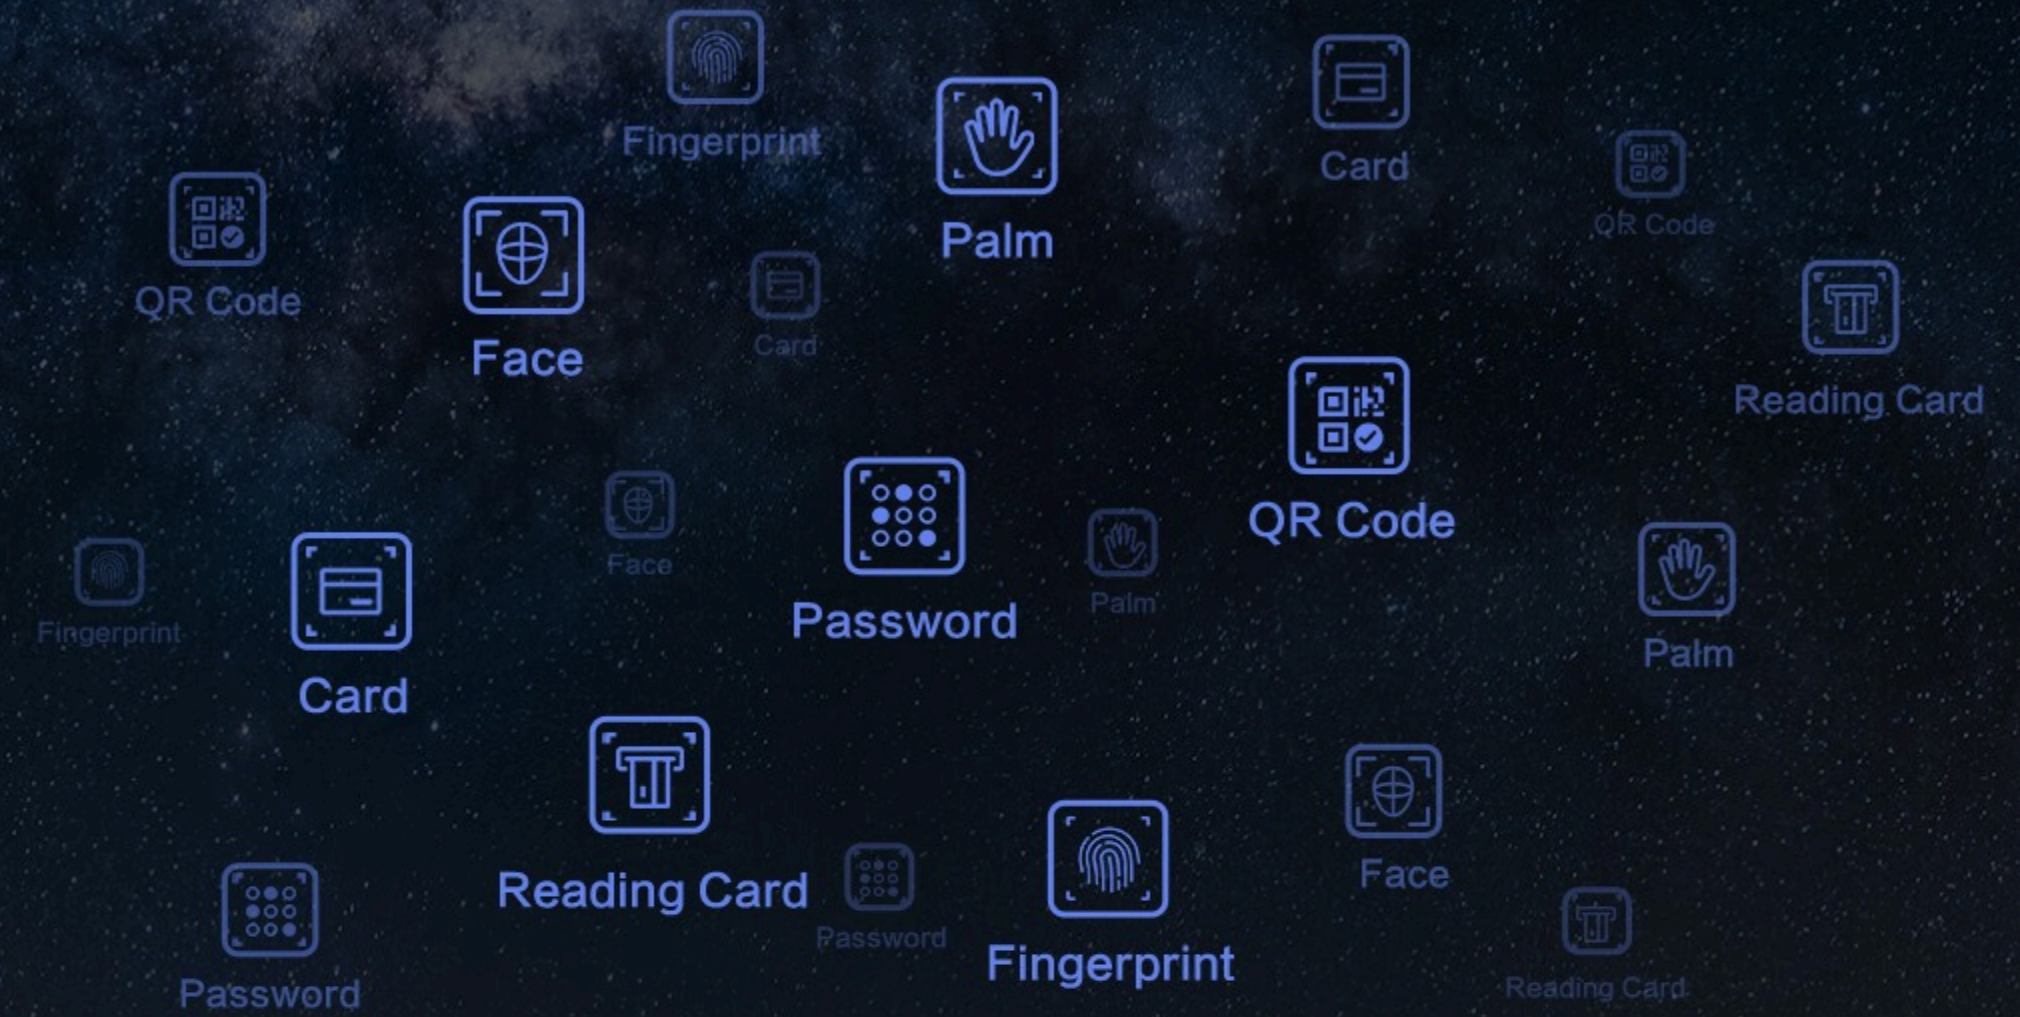 Fingerprint
Card
Palm
QR Code
QR Code
Face
Card
Reading Card
QR Code
Face
Palm
Password
Fingerprint
Palm
Card
Face
Reading Card
Password
Fingerprint
Reading Card
Password